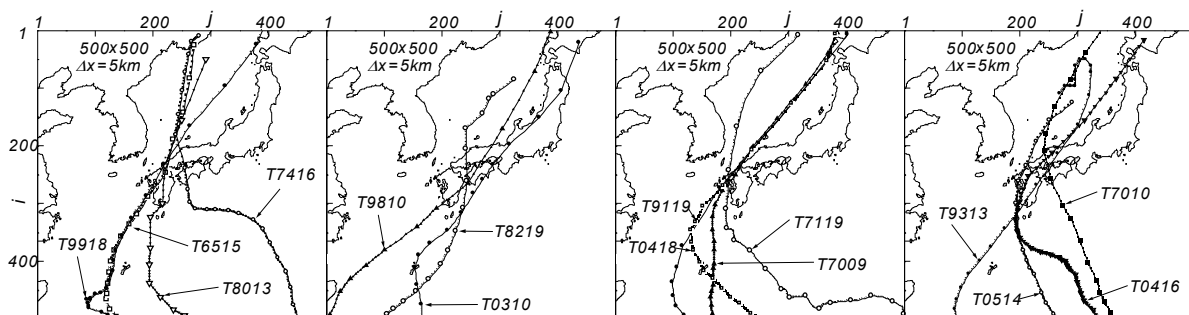 1 200 j 400
1 200 j 400
1 200 j 400
1 200 j 400
1
500x500
Δx=5km
500x500
Δx=5km
500x500
Δx=5km
500x500
Δx=5km
200
i
400
T7416
T9918
T6515
T8013
T9810
T8219
T0310
T9119
T7119
T0418
T7009
T9313
T7010
T0514
T0416